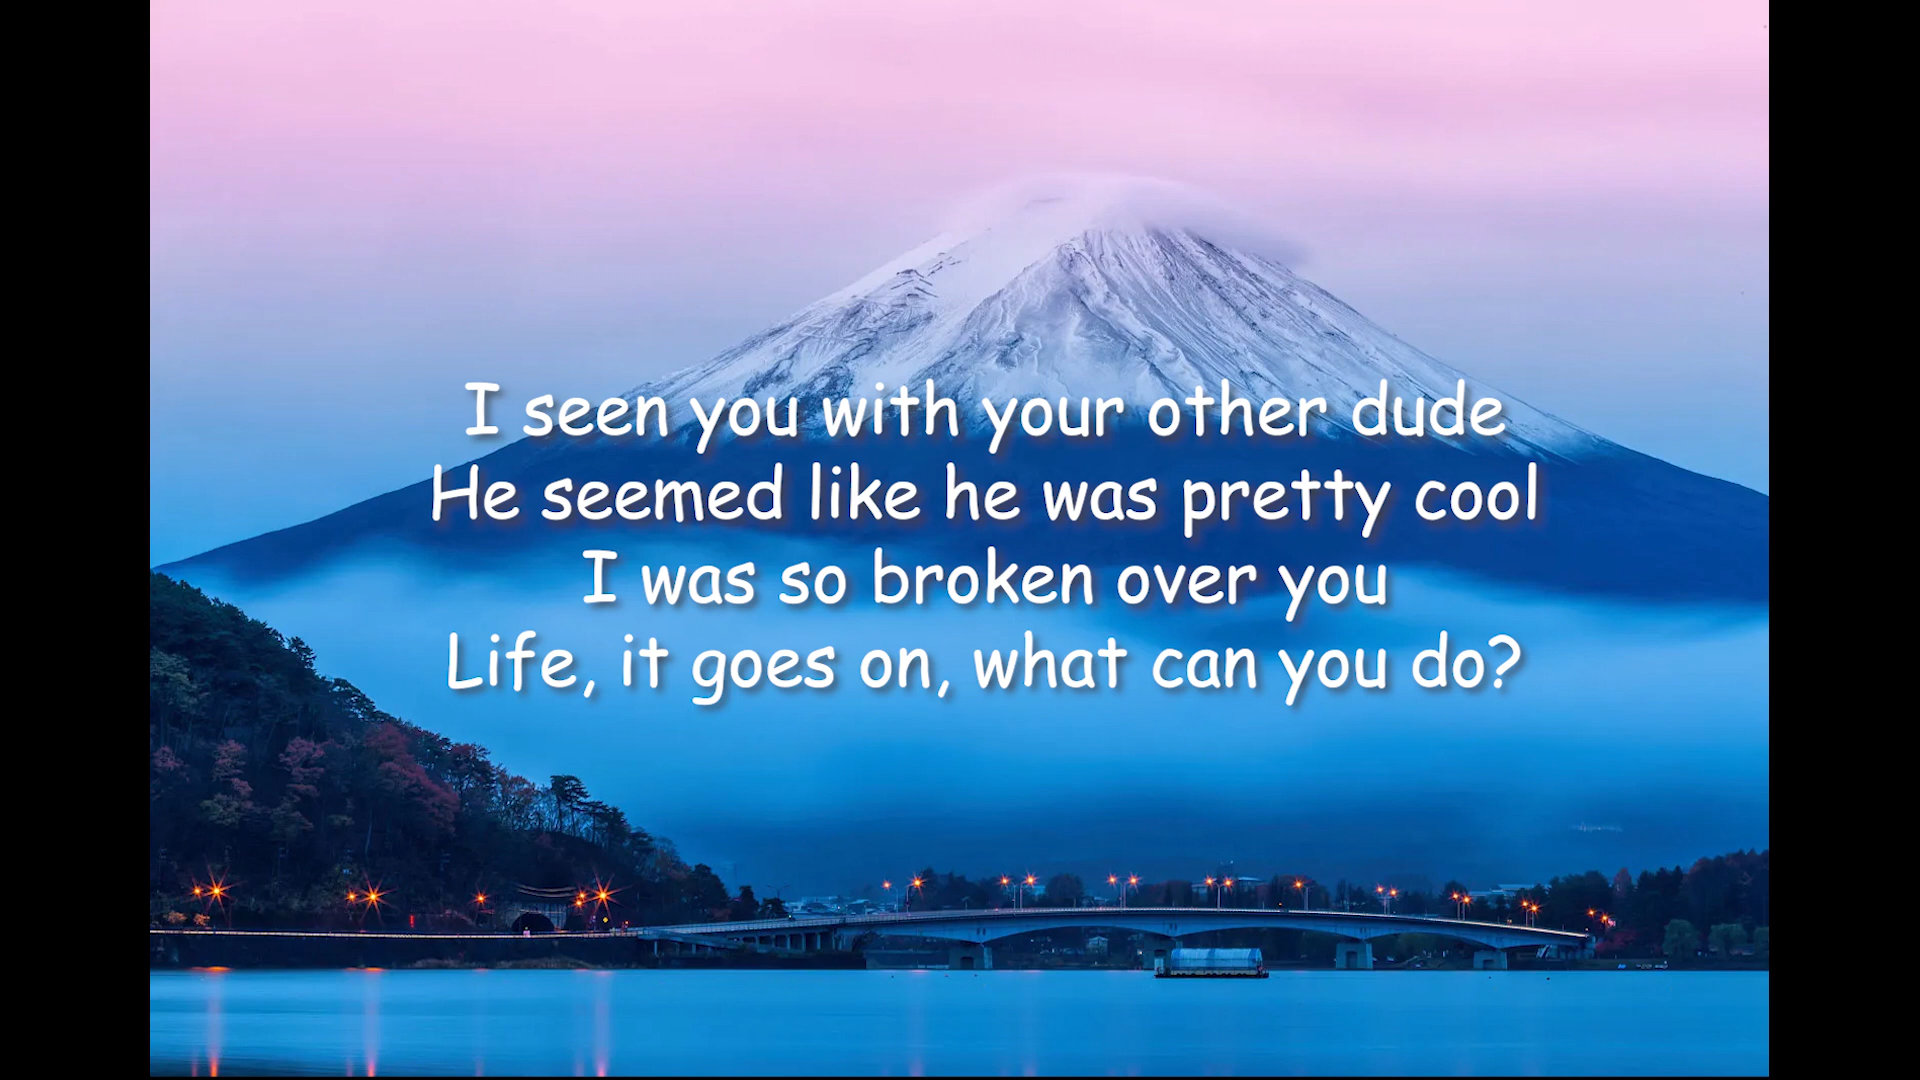 I seen you with your other dude
He seemed like he was pretty cool
I was so broken over you
Life, it goes on, what can you do?